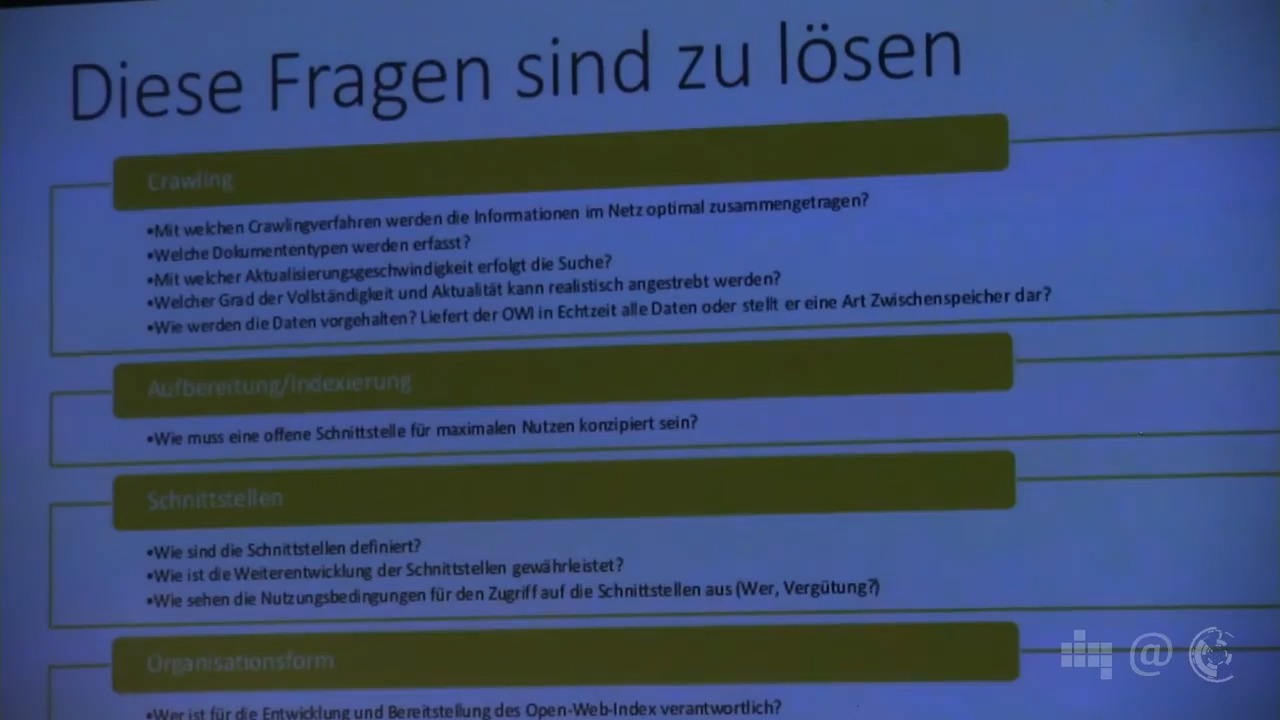 Diese Fragen sind zu lösen
Crawling
•Mit welchen Crawlingverfahren werden die Informationen im Netz optimal zusammengetragen?
•Welche Dokumententypen werden erfasst?
•Mit welcher Aktualisierungsgeschwindigkeit erfolgt die Suche?
•Welcher Grad der Vollständigkeit und Aktualität kann realistisch angestrebt werden?
•Wie werden die Daten vorgehalten? Liefert der OWI in Echtzeit alle Daten oder stellt er eine Art Zwischenspeicher dar?
Aufbereitung/Indexierung
•Wie muss eine offene Schnittstelle für maximalen Nutzen konzipiert sein?
Schnittstellen
•Wie sind die Schnittstellen definiert?
•Wie ist die Weiterentwicklung der Schnittstellen gewährleistet?
•Wie sehen die Nutzungsbedingungen für den Zugriff auf die Schnittstellen aus (Wer, Vergütung?)
Organisationsform
•Wer ist für die Entwicklung und Bereitstellung des Open-Web-Index verantwortlich?
@